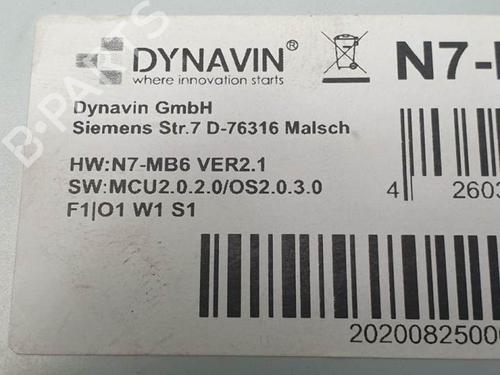 DYNAVIN®
where innovation starts
Dynavin GmbH
Siemens Str.7 D-76316 Malsch
HW:N7-MB6 VER2.1
SW:MCU2.0.2.0/OS2.0.3.0
F1|O1 W1 S1
N7-
4 2603
20200825000
B-PARTS